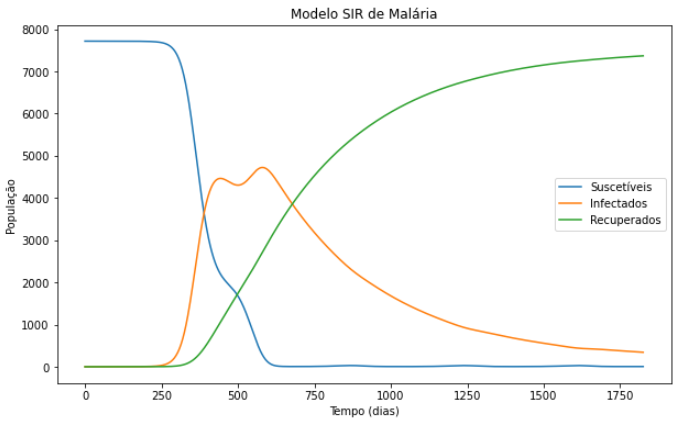 Modelo SIR de Malária
8000
7000
6000
5000
4000
3000
2000
1000
0
População
Suscetíveis
Infectados
Recuperados
0 250 500 750 1000 1250 1500 1750
Tempo (dias)